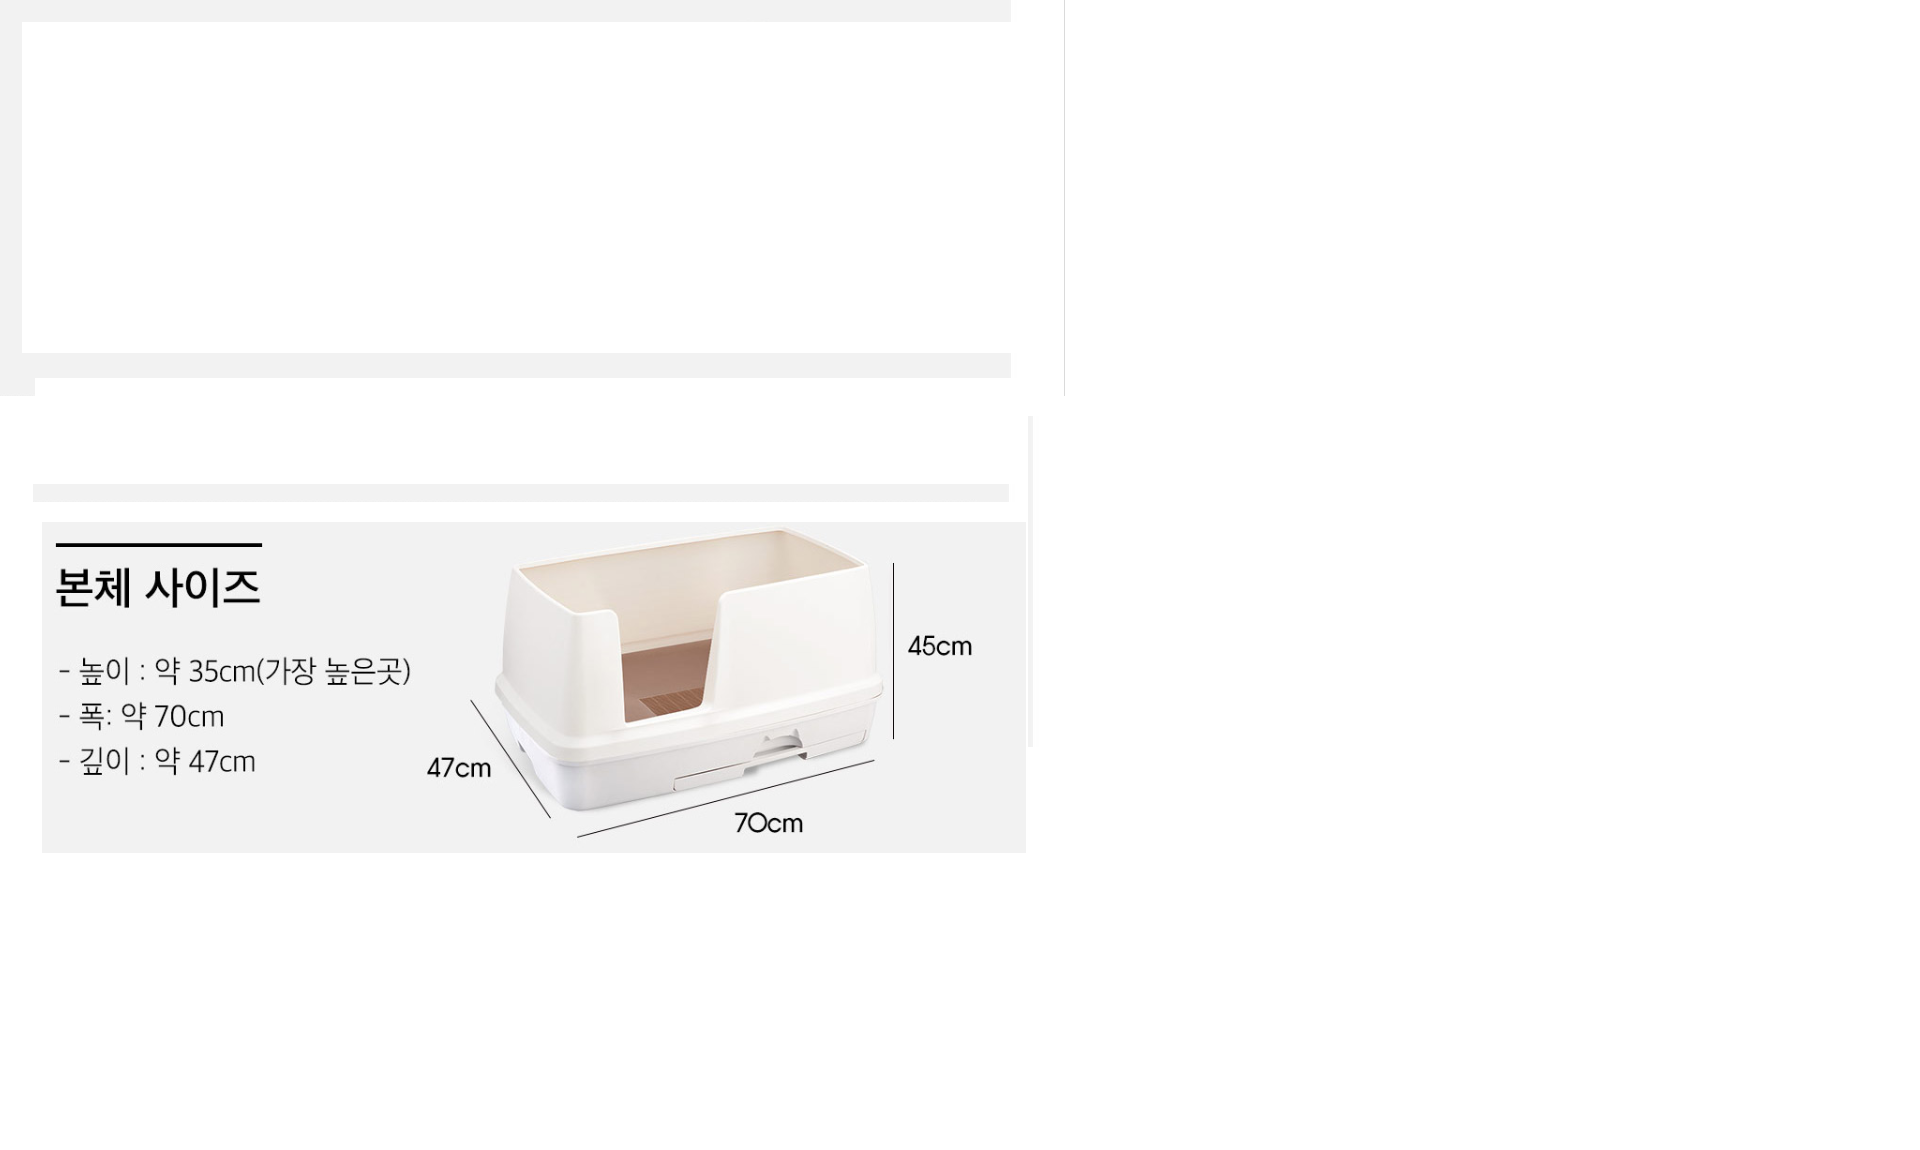 본체 사이즈
- 높이 : 약 35cm(가장 높은곳)
- 폭: 약 70cm
- 깊이 : 약 47cm
45cm
47cm
70cm